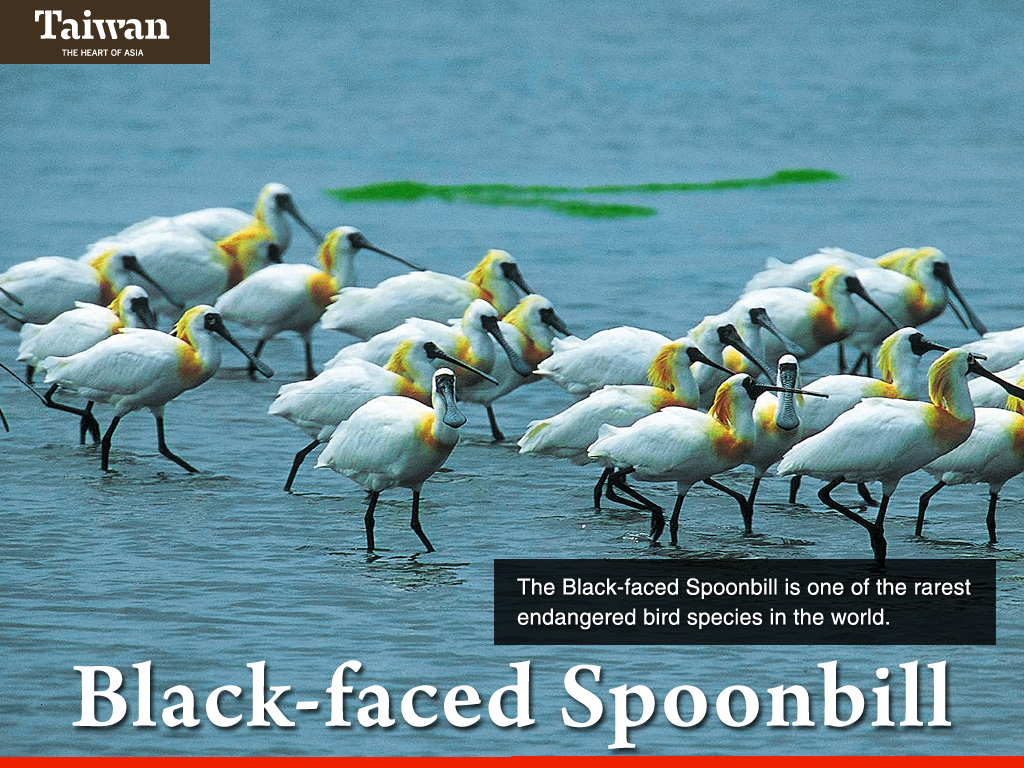 Taiwan
THE HEART OF ASIA
The Black-faced Spoonbill is one of the rarest
endangered bird species in the world.
Black-faced Spoonbill